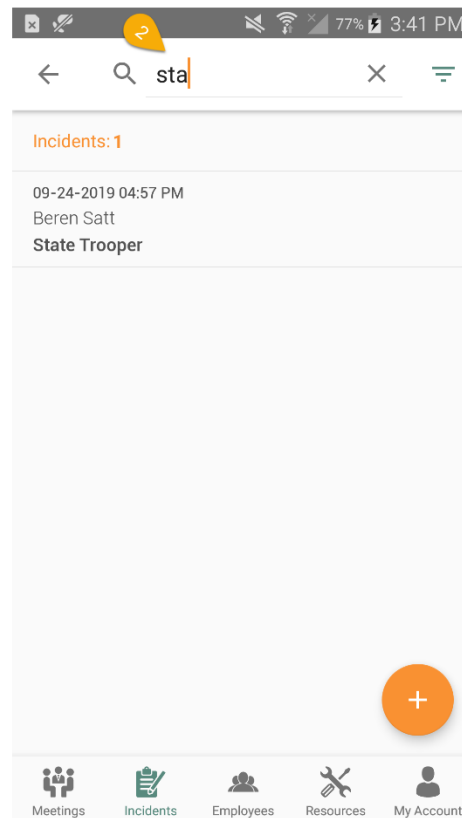 2
77% 3:41 PM
sta
Incidents: 1
09-24-2019 04:57 PM
Beren Satt
State Trooper
Meetings Incidents Employees Resources My Account